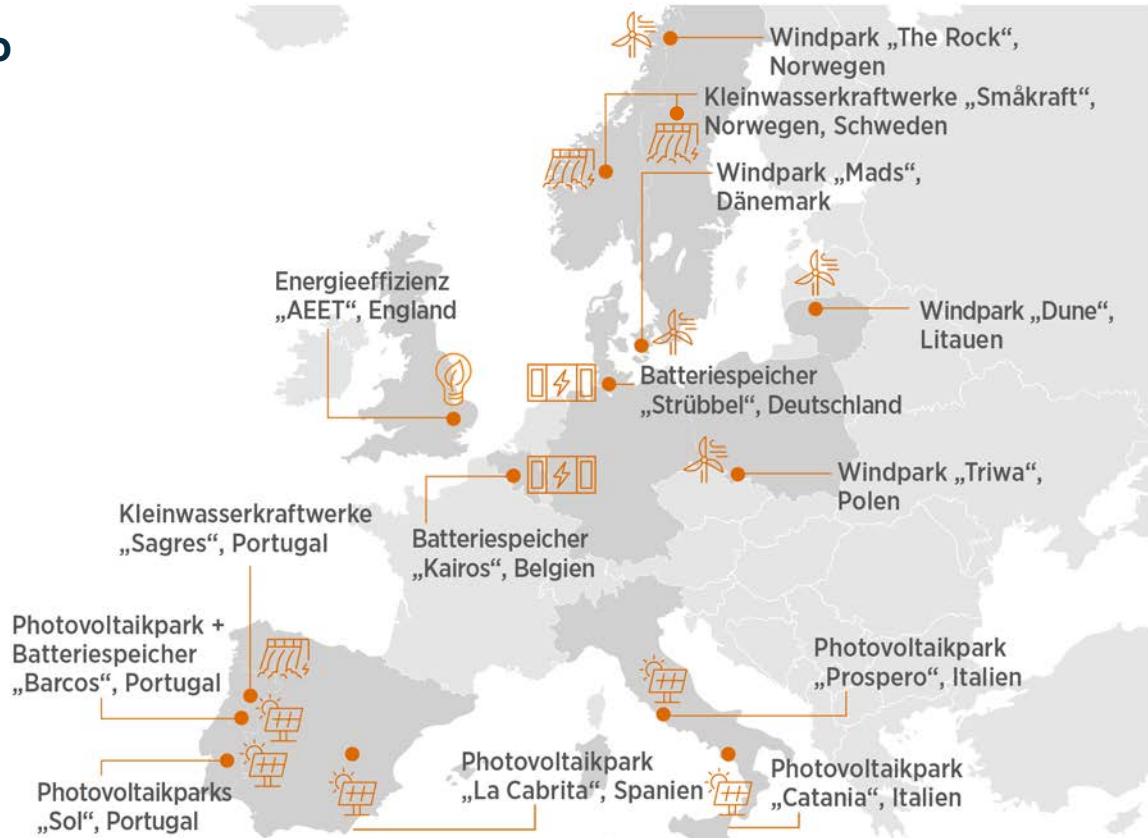 Windpark „The Rock“,
Norwegen
Kleinwasserkraftwerke „Småkraft“,
Norwegen, Schweden
Windpark „Mads“,
Dänemark
Energieeffizienz
„AEET“, England
Windpark „Dune“,
Litauen
Batteriespeicher
„Strübbel“, Deutschland
Windpark „Triwa“,
Polen
Kleinwasserkraftwerke
„Sagres“, Portugal
Batteriespeicher
„Kairos“, Belgien
Photovoltaikpark +
Batteriespeicher
„Barcos“, Portugal
Photovoltaikpark
„Prospero“, Italien
Photovoltaikparks
„Sol“, Portugal
Photovoltaikpark
„La Cabrita“, Spanien
Photovoltaikpark
„Catania“, Italien